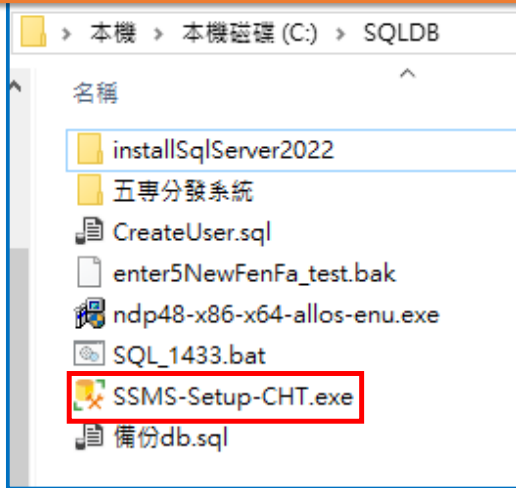 本機 > 本機磁碟 (C:) > SQLDB
名稱
installSqlServer2022
五專分發系統
CreateUser.sql
enter5NewFenFa_test.bak
ndp48-x86-x64-allos-enu.exe
SQL_1433.bat
SSMS-Setup-CHT.exe
備份db.sql